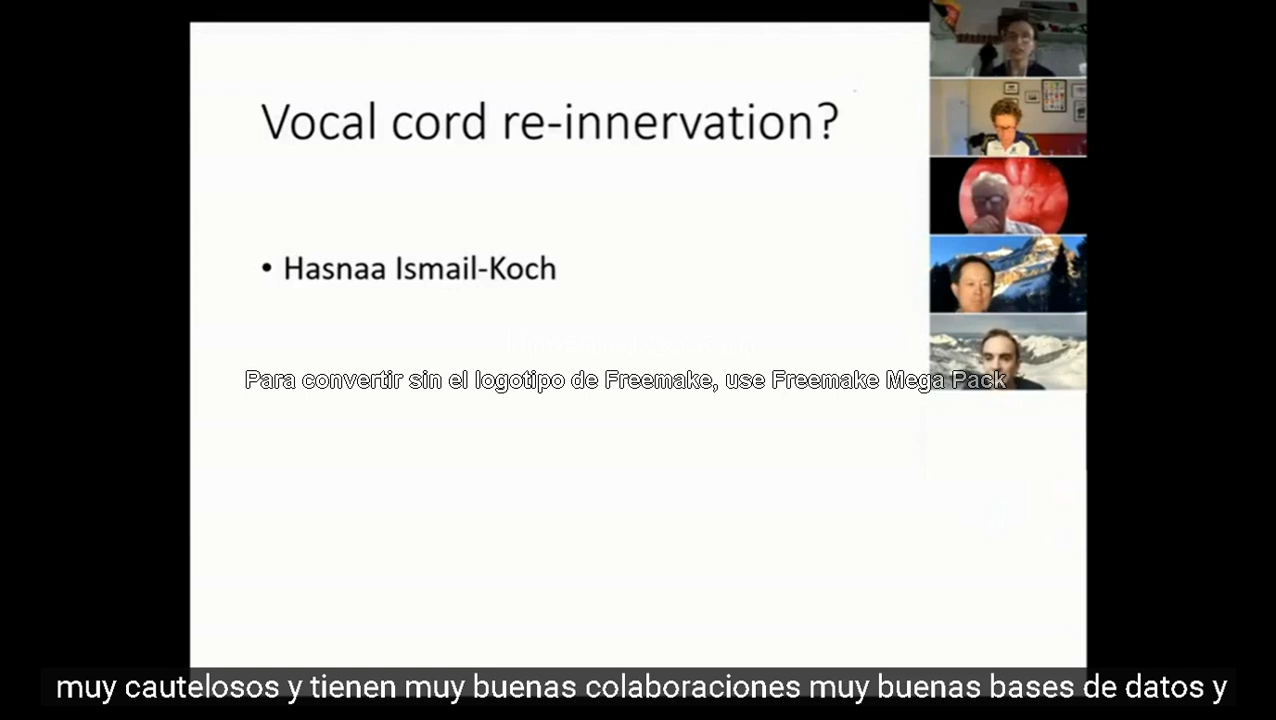 Vocal cord re-innervation?
• Hasnaa Ismail-Koch
Para convertir sin el logotipo de Freemake, use Freemake Mega Pack
muy cautelosos y tienen muy buenas colaboraciones muy buenas bases de datos y